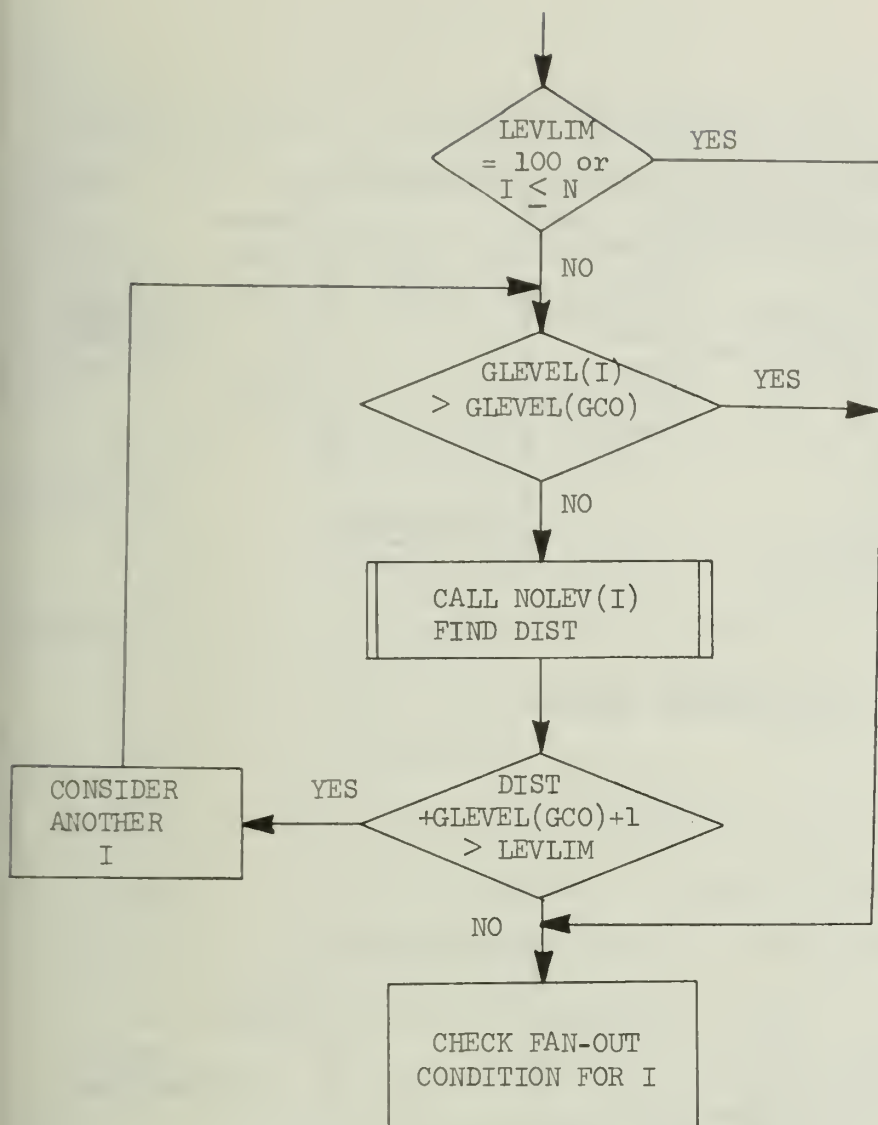 LEVLIM
= 100 or
I ≤ N
YES
NO
GLEVEL(I)
> GLEVEL(GCO)
YES
NO
CALL NOLEV(I)
FIND DIST
DIST
+GLEVEL(GCO)+1
> LEVLIM
YES
CONSIDER
ANOTHER
I
NO
CHECK FAN-OUT
CONDITION FOR I